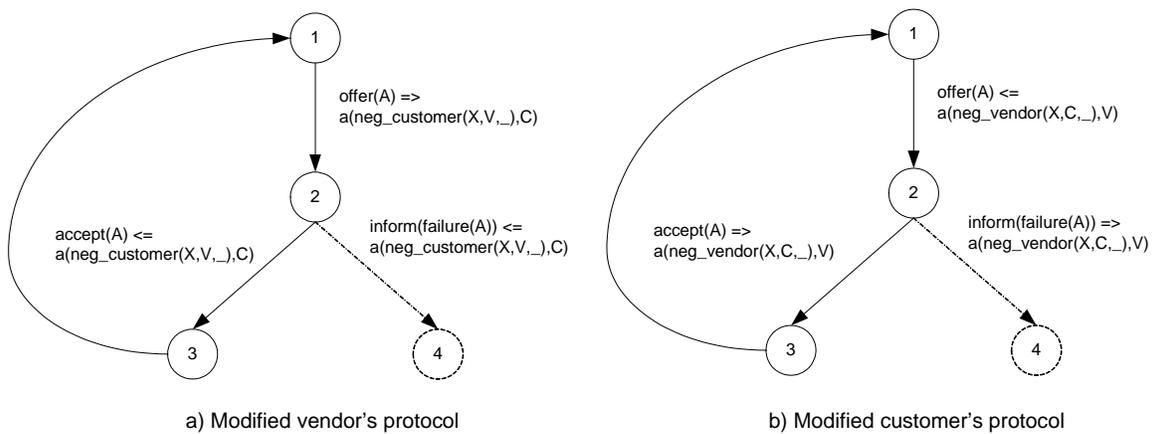 1
offer(A) =>
a(neg_customer(X,V,_),C)
2
accept(A) <=
a(neg_customer(X,V,_),C)
inform(failure(A)) <=
a(neg_customer(X,V,_),C)
3
4
a) Modified vendor's protocol
1
offer(A) <=
a(neg_vendor(X,C,_),V)
2
accept(A) =>
a(neg_vendor(X,C,_),V)
inform(failure(A)) =>
a(neg_vendor(X,C,_),V)
3
4
b) Modified customer's protocol